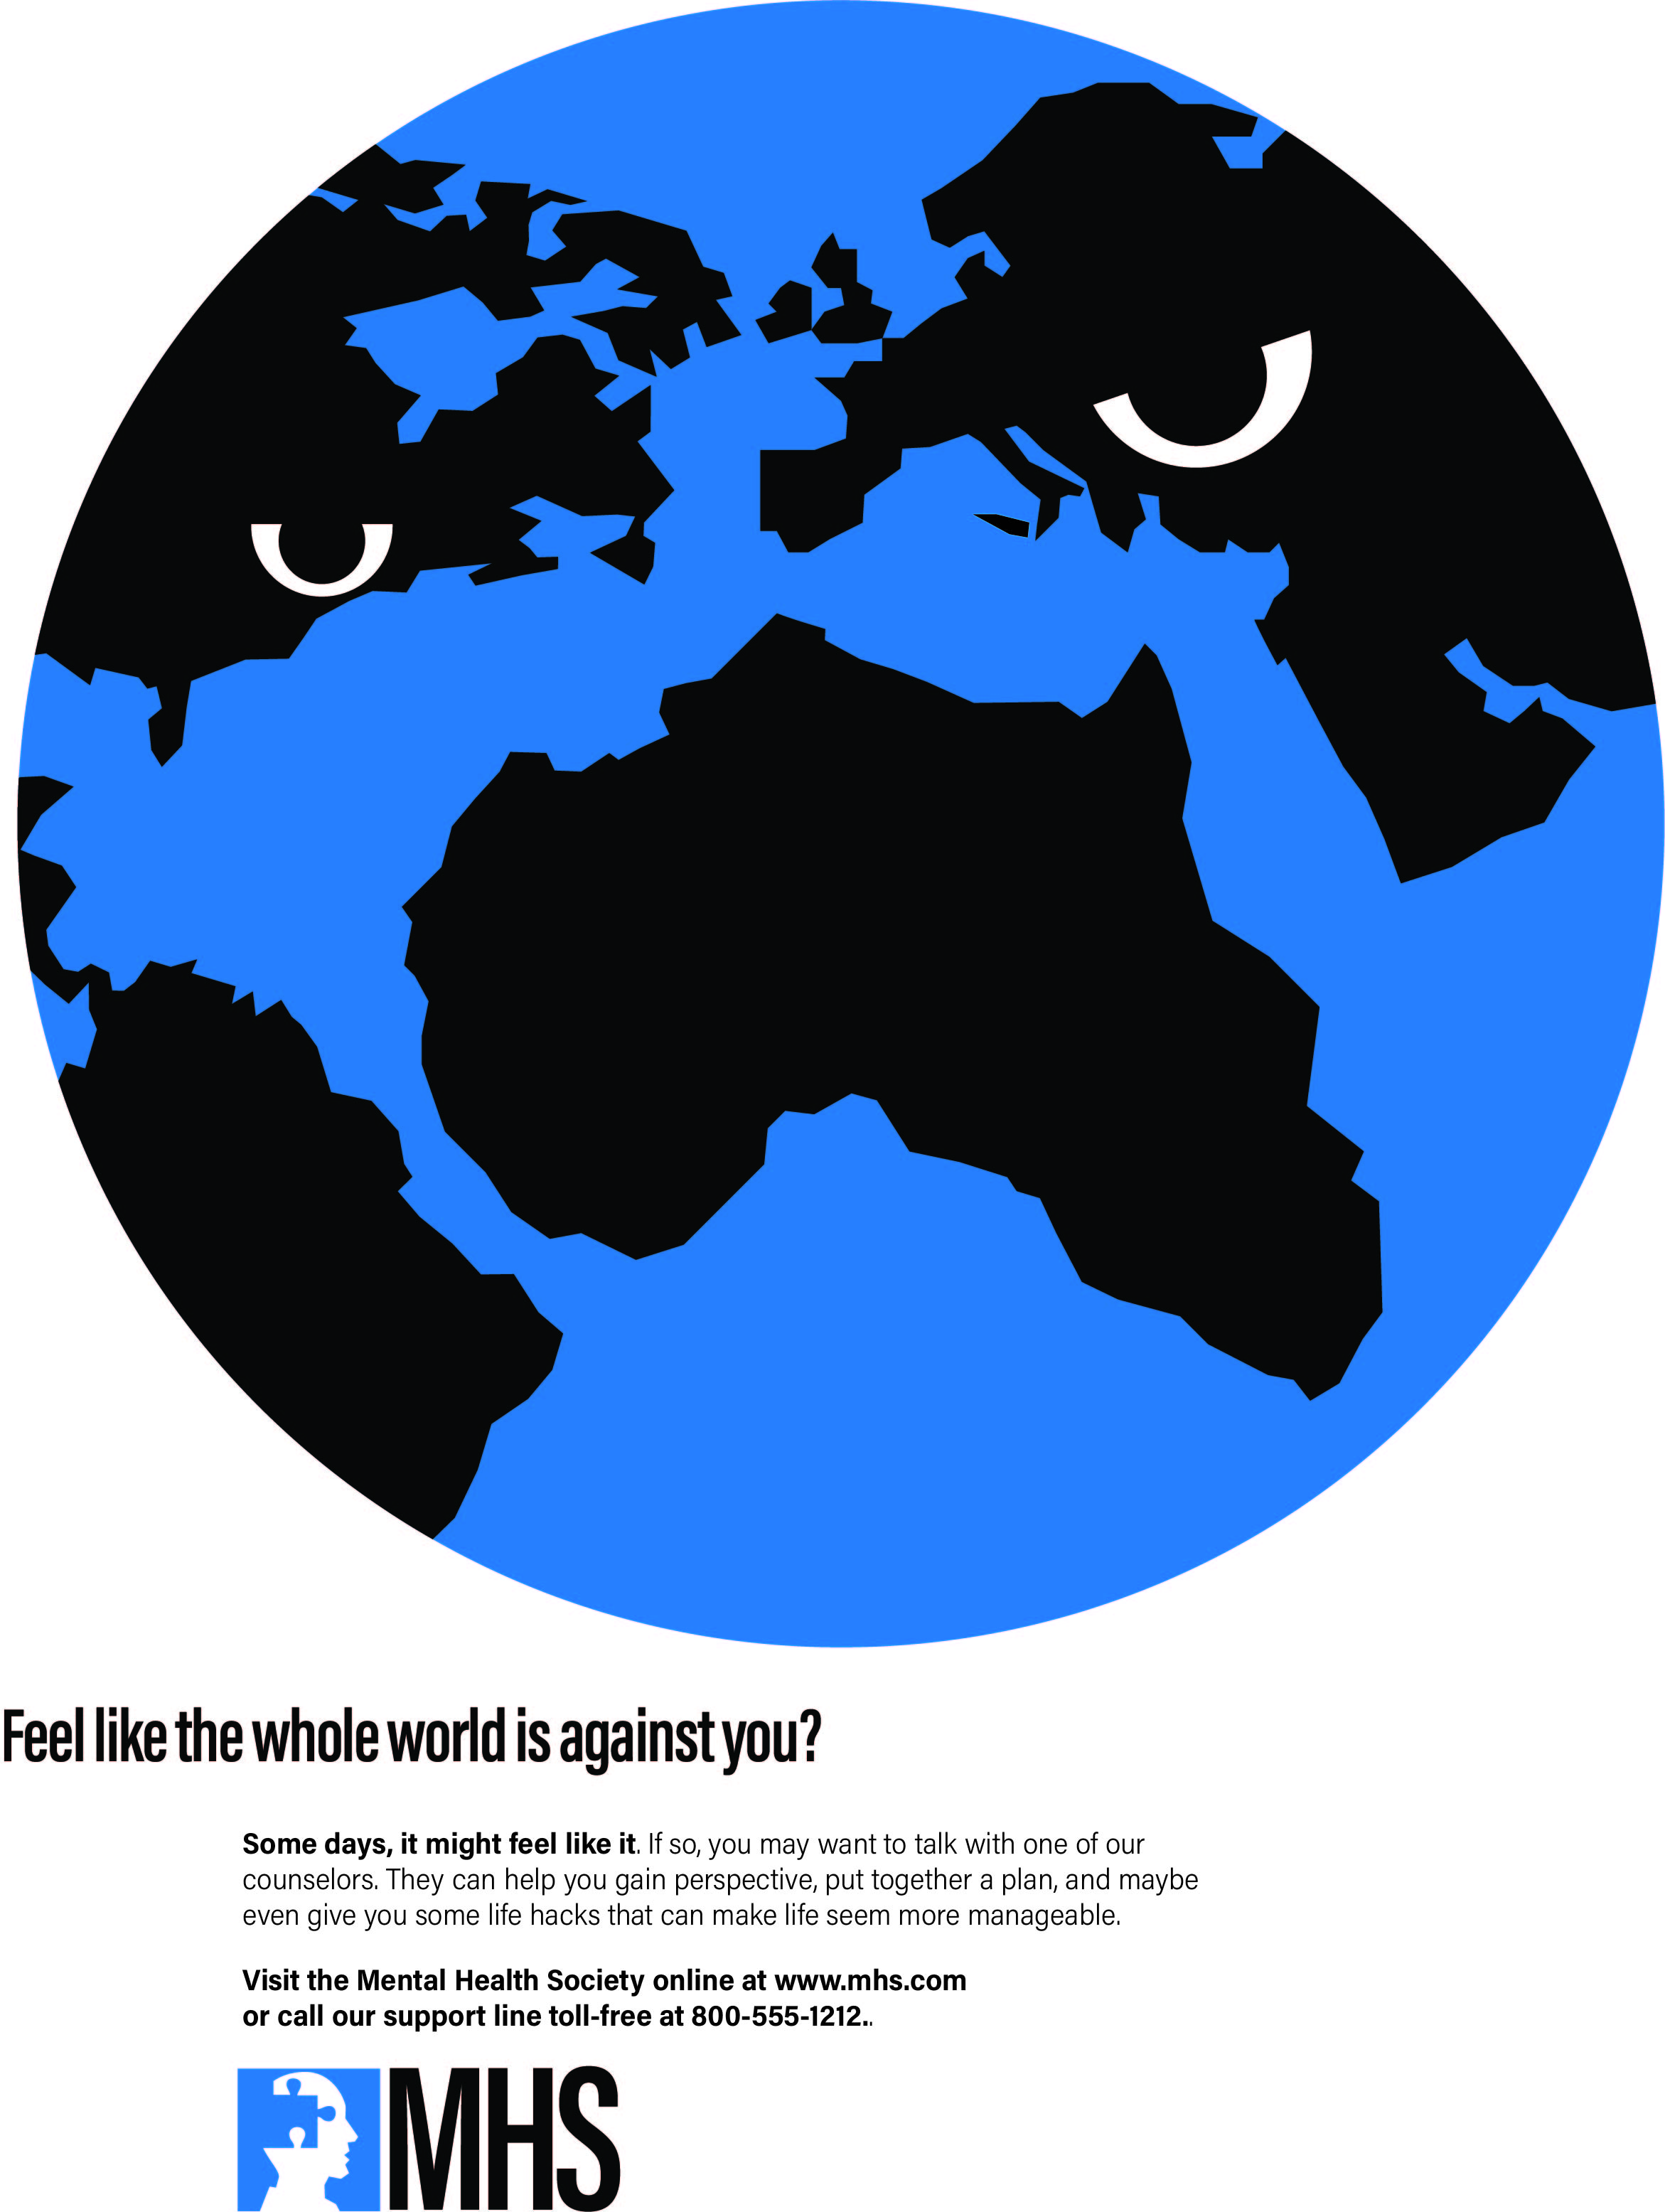 Feel like the whole world is against you?
Some days, it might feel like it. If so, you may want to talk with one of our
counselors. They can help you gain perspective, put together a plan, and maybe
even give you some life hacks that can make life seem more manageable.
Visit the Mental Health Society online at www.mhs.com
or call our support line toll-free at 800-555-1212..
MHS